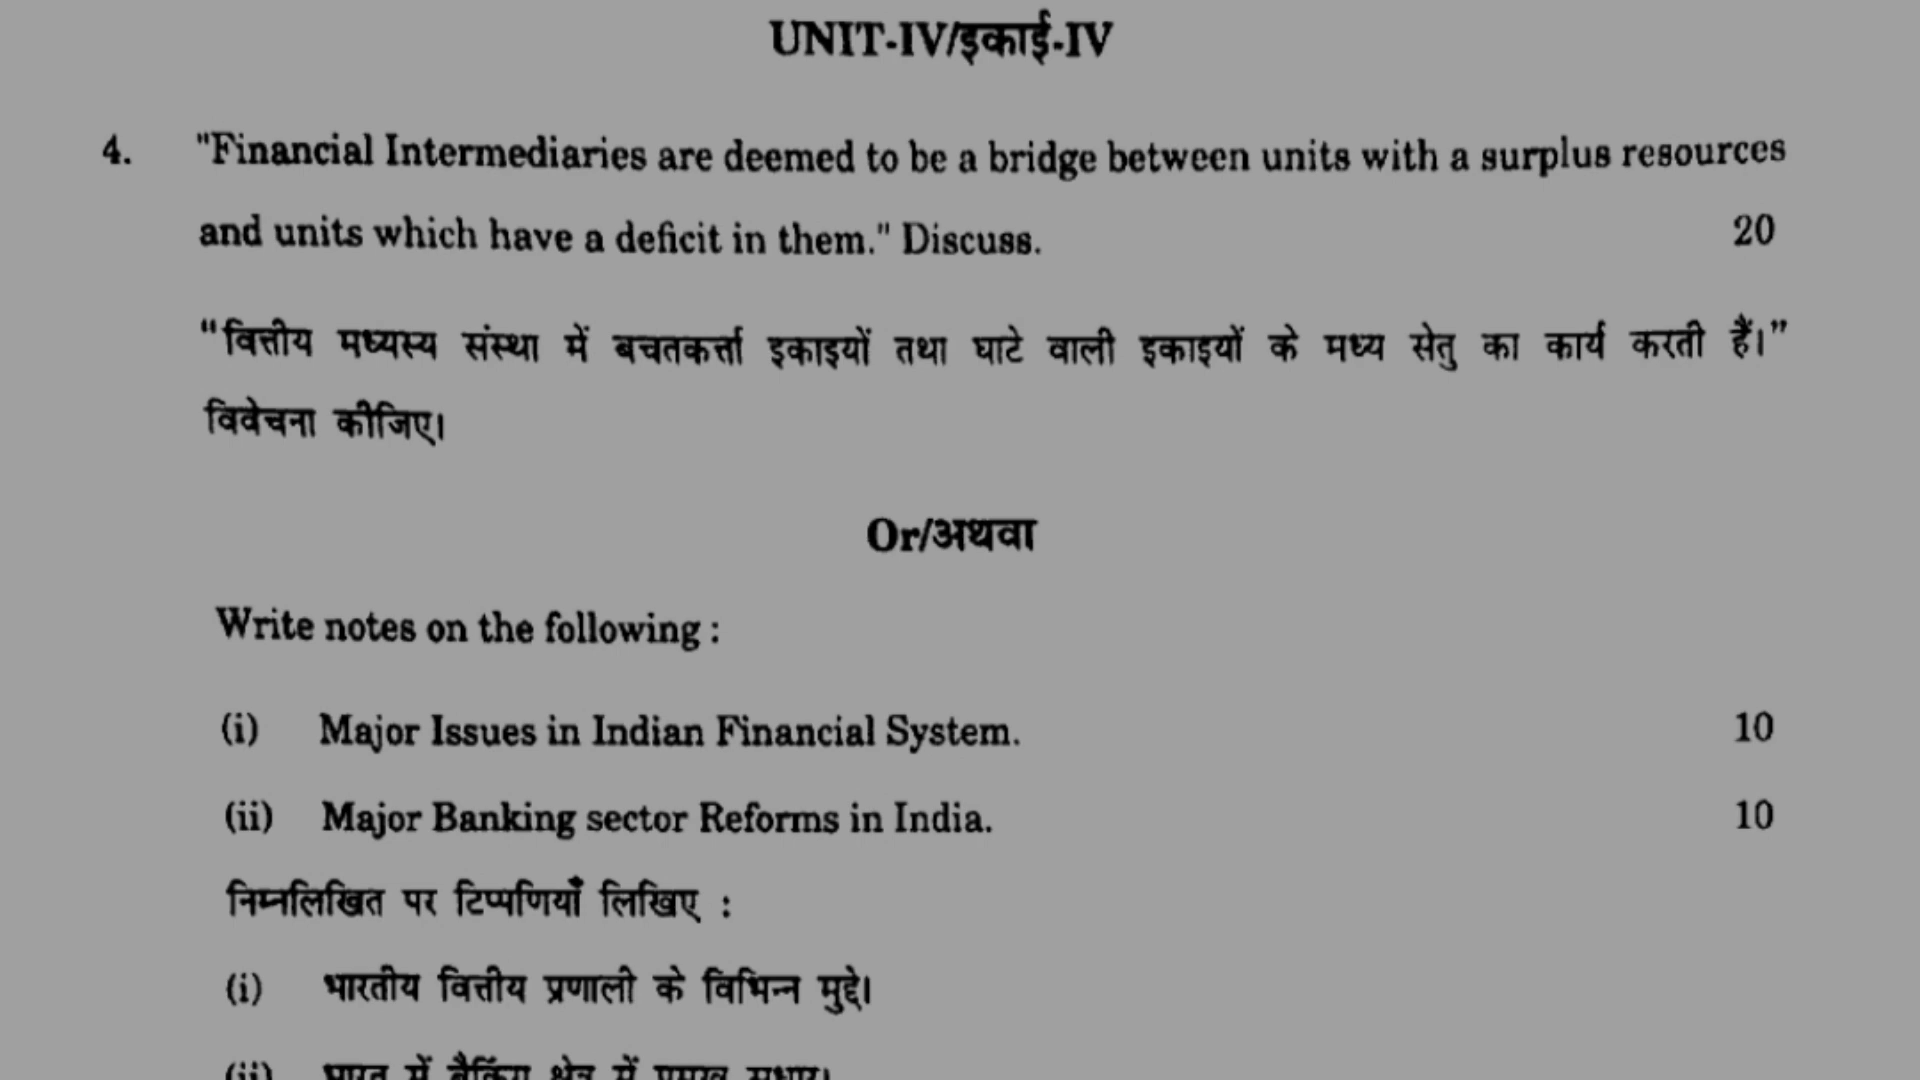 UNIT-IV/इकाई-IV
4. "Financial Intermediaries are deemed to be a bridge between units with a surplus resources
and units which have a deficit in them." Discuss. 20
“वित्तीय मध्यस्य संस्था में बचतकर्त्ता इकाइयों तथा घाटे वाली इकाइयों के मध्य सेतु का कार्य करती हैं।”
विवेचना कीजिए।
Or/अथवा
Write notes on the following :
(i) Major Issues in Indian Financial System. 10
(ii) Major Banking sector Reforms in India. 10
निम्नलिखित पर टिप्पणियाँ लिखिए :
(i) भारतीय वित्तीय प्रणाली के विभिन्न मुद्दे।
(ii) भारत में बैंकिंग क्षेत्र में प्रमुख सुधार।